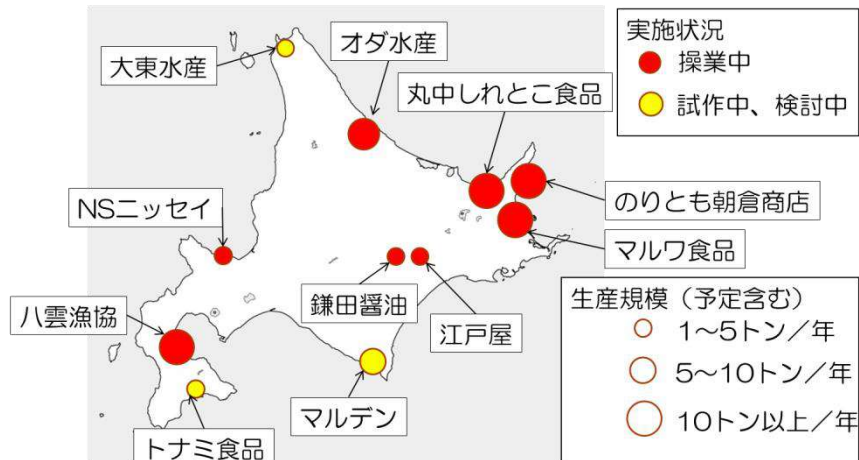 オダ水産
大東水産
丸中しれとこ食品
実施状況
操業中
試作中、検討中
NSニッセイ
のりとも朝倉商店
マルワ食品
鎌田醤油
江戸屋
八雲漁協
マルデン
トナミ食品
生産規模（予定含む）
1～5トン／年
5～10トン／年
10トン以上／年